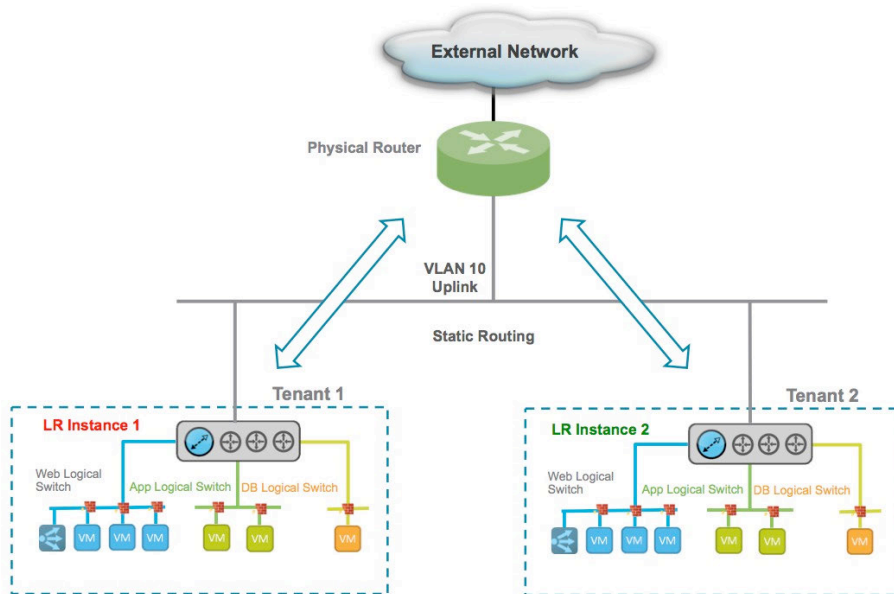 External Network
Physical Router
VLAN 10
Uplink
Static Routing
Tenant 1
LR Instance 1
Web Logical
Switch
App Logical Switch
DB Logical Switch
VM
VM
VM
VM
VM
VM
Tenant 2
LR Instance 2
Web Logical
Switch
App Logical Switch
DB Logical Switch
VM
VM
VM
VM
VM
VM